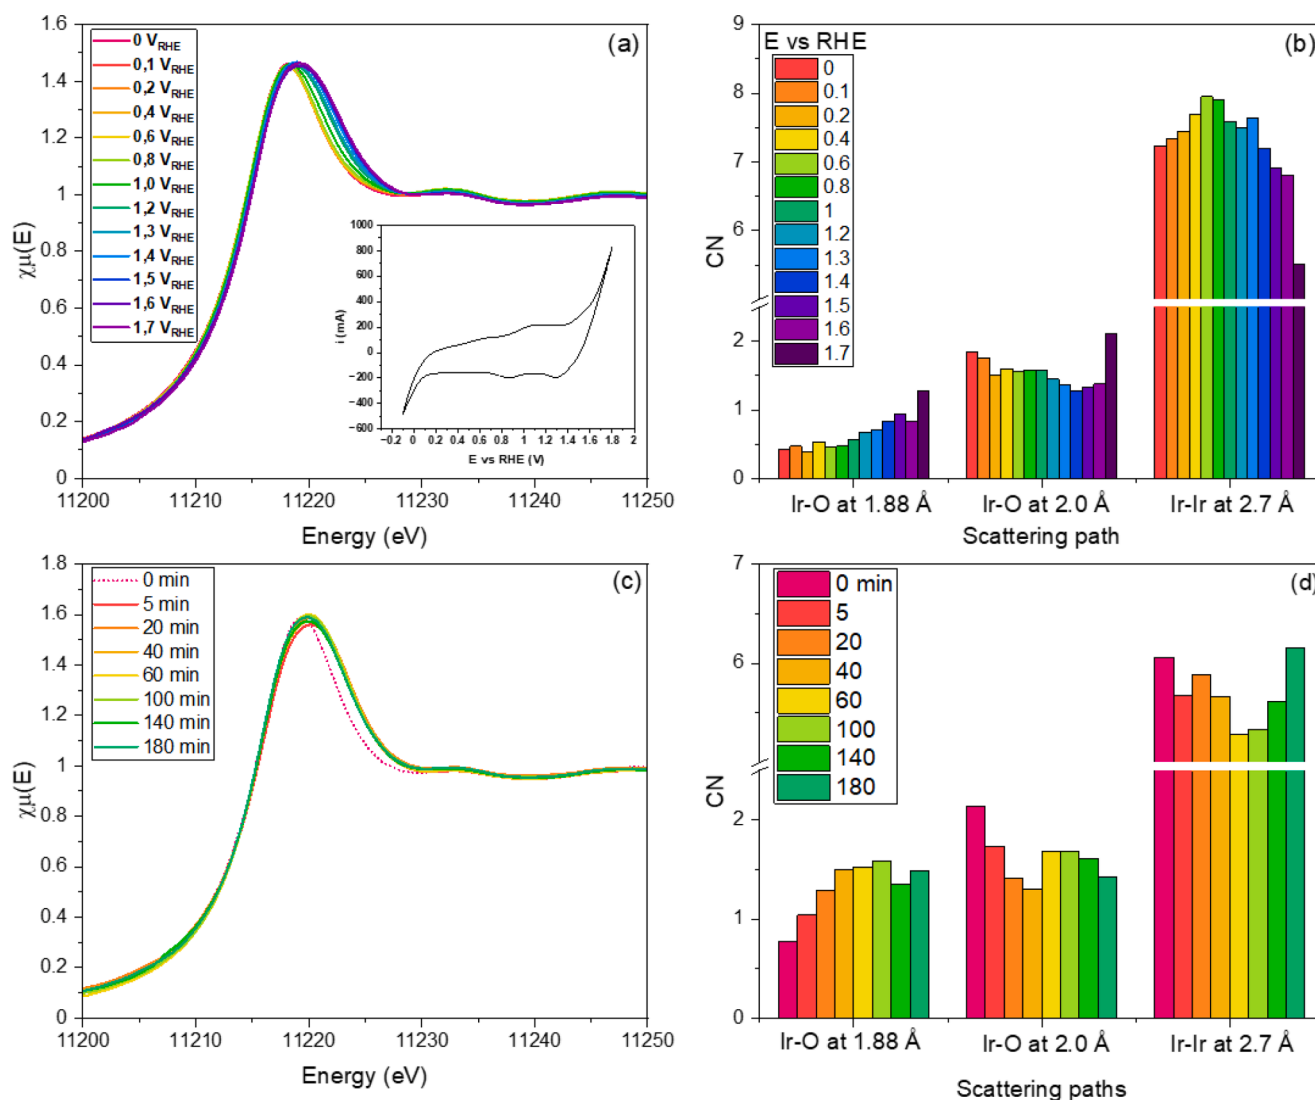 (a)
1.6
1.4
1.2
1
0.8
0.6
0.4
0.2
0
χμ(E)
0 VRHE
0,1 VRHE
0,2 VRHE
0,4 VRHE
0,6 VRHE
0,8 VRHE
1,0 VRHE
1,2 VRHE
1,3 VRHE
1,4 VRHE
1,5 VRHE
1,6 VRHE
1,7 VRHE
1000
800
600
400
200
0
−200
−400
−600
i (mA)
−0.2 0 0.2 0.4 0.6 0.8 1 1.2 1.4 1.6 1.8 2
E vs RHE (V)
11200 11210 11220 11230 11240 11250
Energy (eV)
(b)
9
8
7
6
2
1
0
CN
E vs RHE
0
0.1
0.2
0.4
0.6
0.8
1
1.2
1.3
1.4
1.5
1.6
1.7
Ir-O at 1.88 Å Ir-O at 2.0 Å Ir-Ir at 2.7 Å
Scattering path
(c)
1.8
1.6
1.4
1.2
1
0.8
0.6
0.4
0.2
0
χμ(E)
0 min
5 min
20 min
40 min
60 min
100 min
140 min
180 min
11200 11210 11220 11230 11240 11250
Energy (eV)
(d)
7
6
2
1
0
CN
0 min
5
20
40
60
100
140
180
Ir-O at 1.88 Å Ir-O at 2.0 Å Ir-Ir at 2.7 Å
Scattering paths